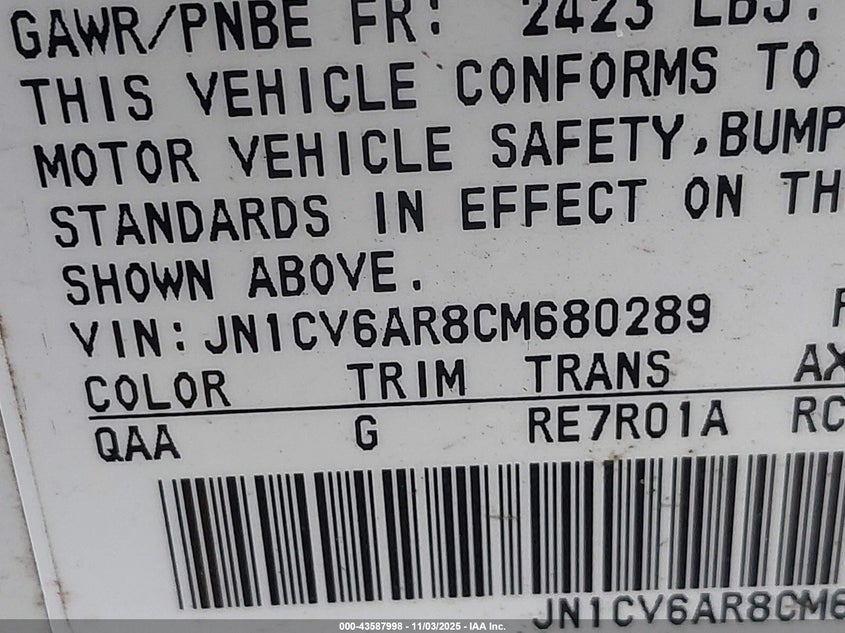 GAWR/PNBE FR: 2423 LBS.
THIS VEHICLE CONFORMS TO
MOTOR VEHICLE SAFETY,BUMP
STANDARDS IN EFFECT ON TH
SHOWN ABOVE.
VIN:JN1CV6AR8CM680289
COLOR TRIM TRANS AX
QAA G RE7R01A RC
JN1CV6AR8CM6
000-43587998 - 11/03/2025 - IAA Inc.